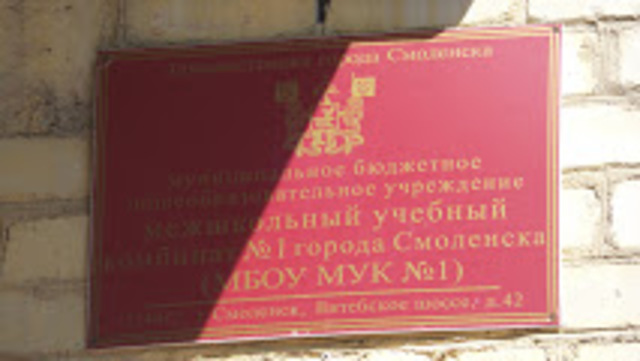 Администрация города Смоленска
муниципальное бюджетное
общеобразовательное учреждение
межшкольный учебный
комбинат №1 города Смоленска
(МБОУ МУК №1)
г. Смоленск, Витебское шоссе, д.42